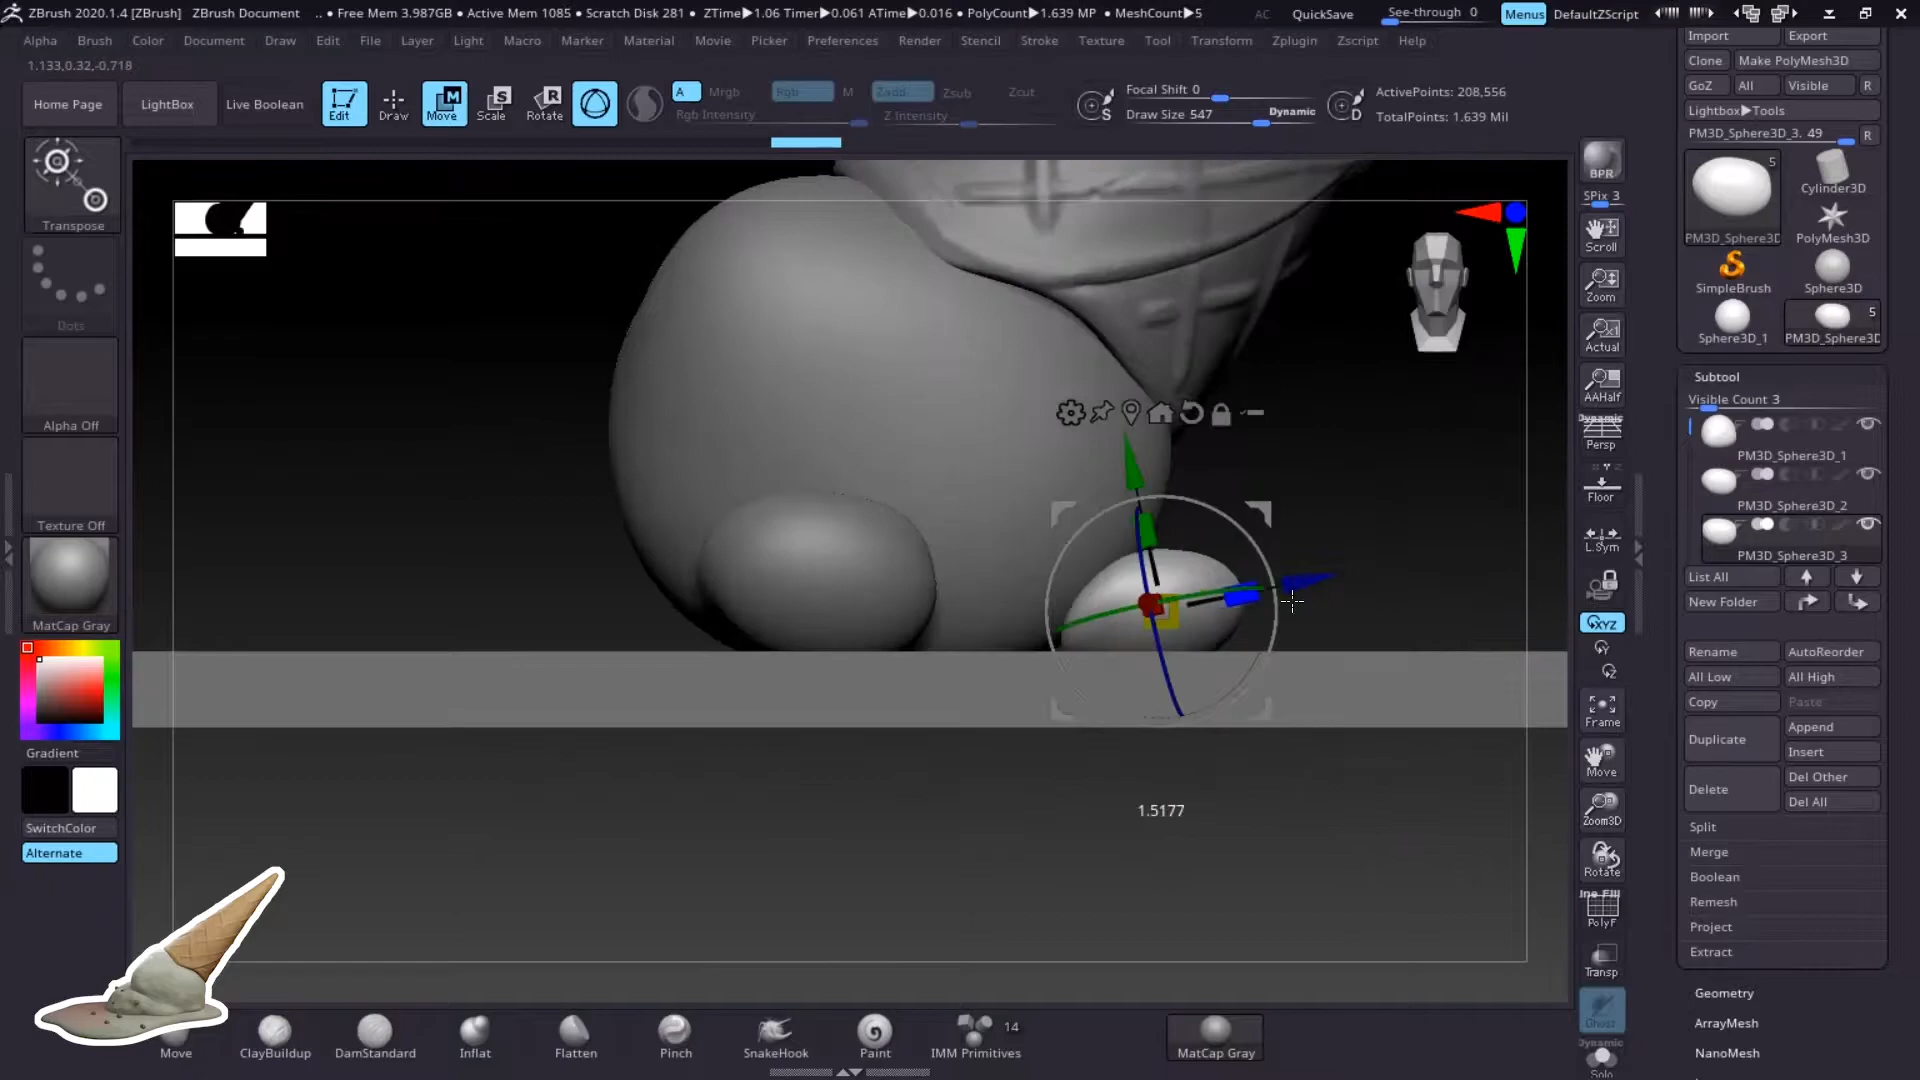 ZBrush 2020.1.4 [ZBrush] ZBrush Document .. • Free Mem 3.987GB • Active Mem 1085 • Scratch Disk 281 • ZTime▶1.06 Timer▶0.061 ATime▶0.016 • PolyCount▶1.639 MP • MeshCount▶5 AC QuickSave See-through 0 Menus DefaultZScript
Alpha Brush Color Document Draw Edit File Layer Light Macro Marker Material Movie Picker Preferences Render Stencil Stroke Texture Tool Transform Zplugin Zscript Help
1.133,0.32,-0.718
Home Page LightBox Live Boolean Edit Draw Move Scale Rotate
A Mrgb Rgb M Zadd Zsub Zcut
Rgb Intensity Z Intensity
Focal Shift 0
Draw Size 547 Dynamic
S
D
ActivePoints: 208,556
TotalPoints: 1.639 Mil
Transpose
Dots
Alpha Off
Texture Off
MatCap Gray
Gradient
SwitchColor
Alternate
1.5177
Move ClayBuildup DamStandard Inflat Flatten Pinch SnakeHook Paint IMM Primitives 14 MatCap Gray
BPR
SPix 3
Scroll
Zoom
Actual
AAHalf
Dynamic
Persp
Floor
L.Sym
XYZ
Y
Z
Frame
Move
Zoom3D
Rotate
Line Fill
PolyF
Transp
Ghost
Dynamic
Solo
Import Export
Clone Make PolyMesh3D
GoZ All Visible R
Lightbox▶Tools
PM3D_Sphere3D_3. 49 R
5
Cylinder3D
PM3D_Sphere3D PolyMesh3D
SimpleBrush Sphere3D
5
Sphere3D_1 PM3D_Sphere3D
Subtool
Visible Count 3
PM3D_Sphere3D_1
PM3D_Sphere3D_2
PM3D_Sphere3D_3
List All
New Folder
Rename AutoReorder
All Low All High
Copy Paste
Duplicate Append
Insert
Delete Del Other
Del All
Split
Merge
Boolean
Remesh
Project
Extract
Geometry
ArrayMesh
NanoMesh